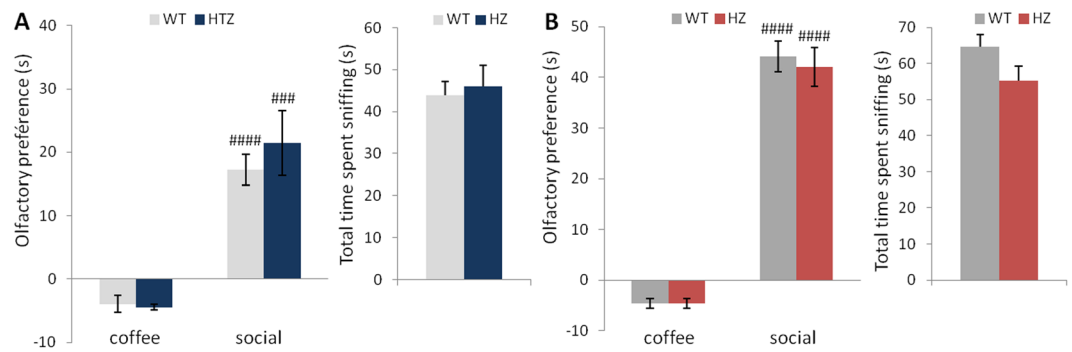 A
WT HTZ
Olfactory preférence (s)
40
30
20
10
0
-10
####
###
coffee social
WT HZ
Total time spent sniffing (s)
60
50
40
30
20
10
0
B
WT HZ
Olfactory preference (s)
50
40
30
20
10
0
-10
#### ####
coffee social
WT HZ
Total time spent sniffing (s)
70
60
50
40
30
20
10
0